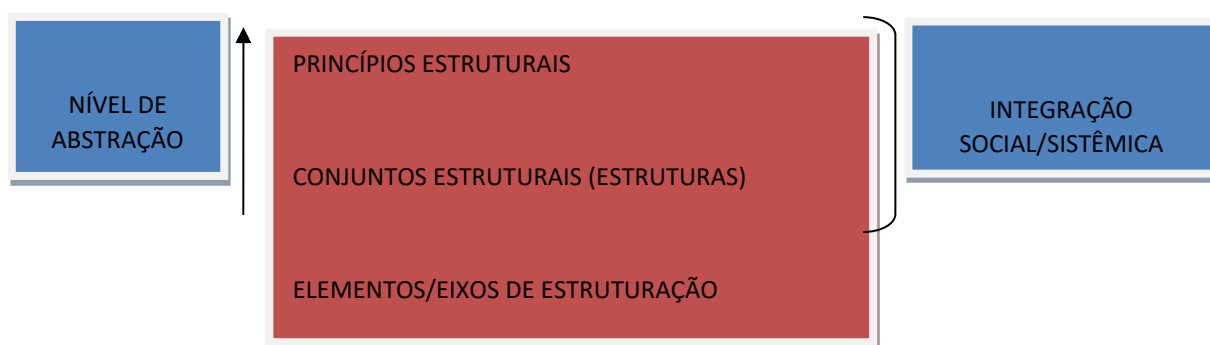 NÍVEL DE
ABSTRAÇÃO
PRINCÍPIOS ESTRUTURAIS
CONJUNTOS ESTRUTURAIS (ESTRUTURAS)
ELEMENTOS/EIXOS DE ESTRUTURAÇÃO
INTEGRAÇÃO
SOCIAL/SISTÊMICA